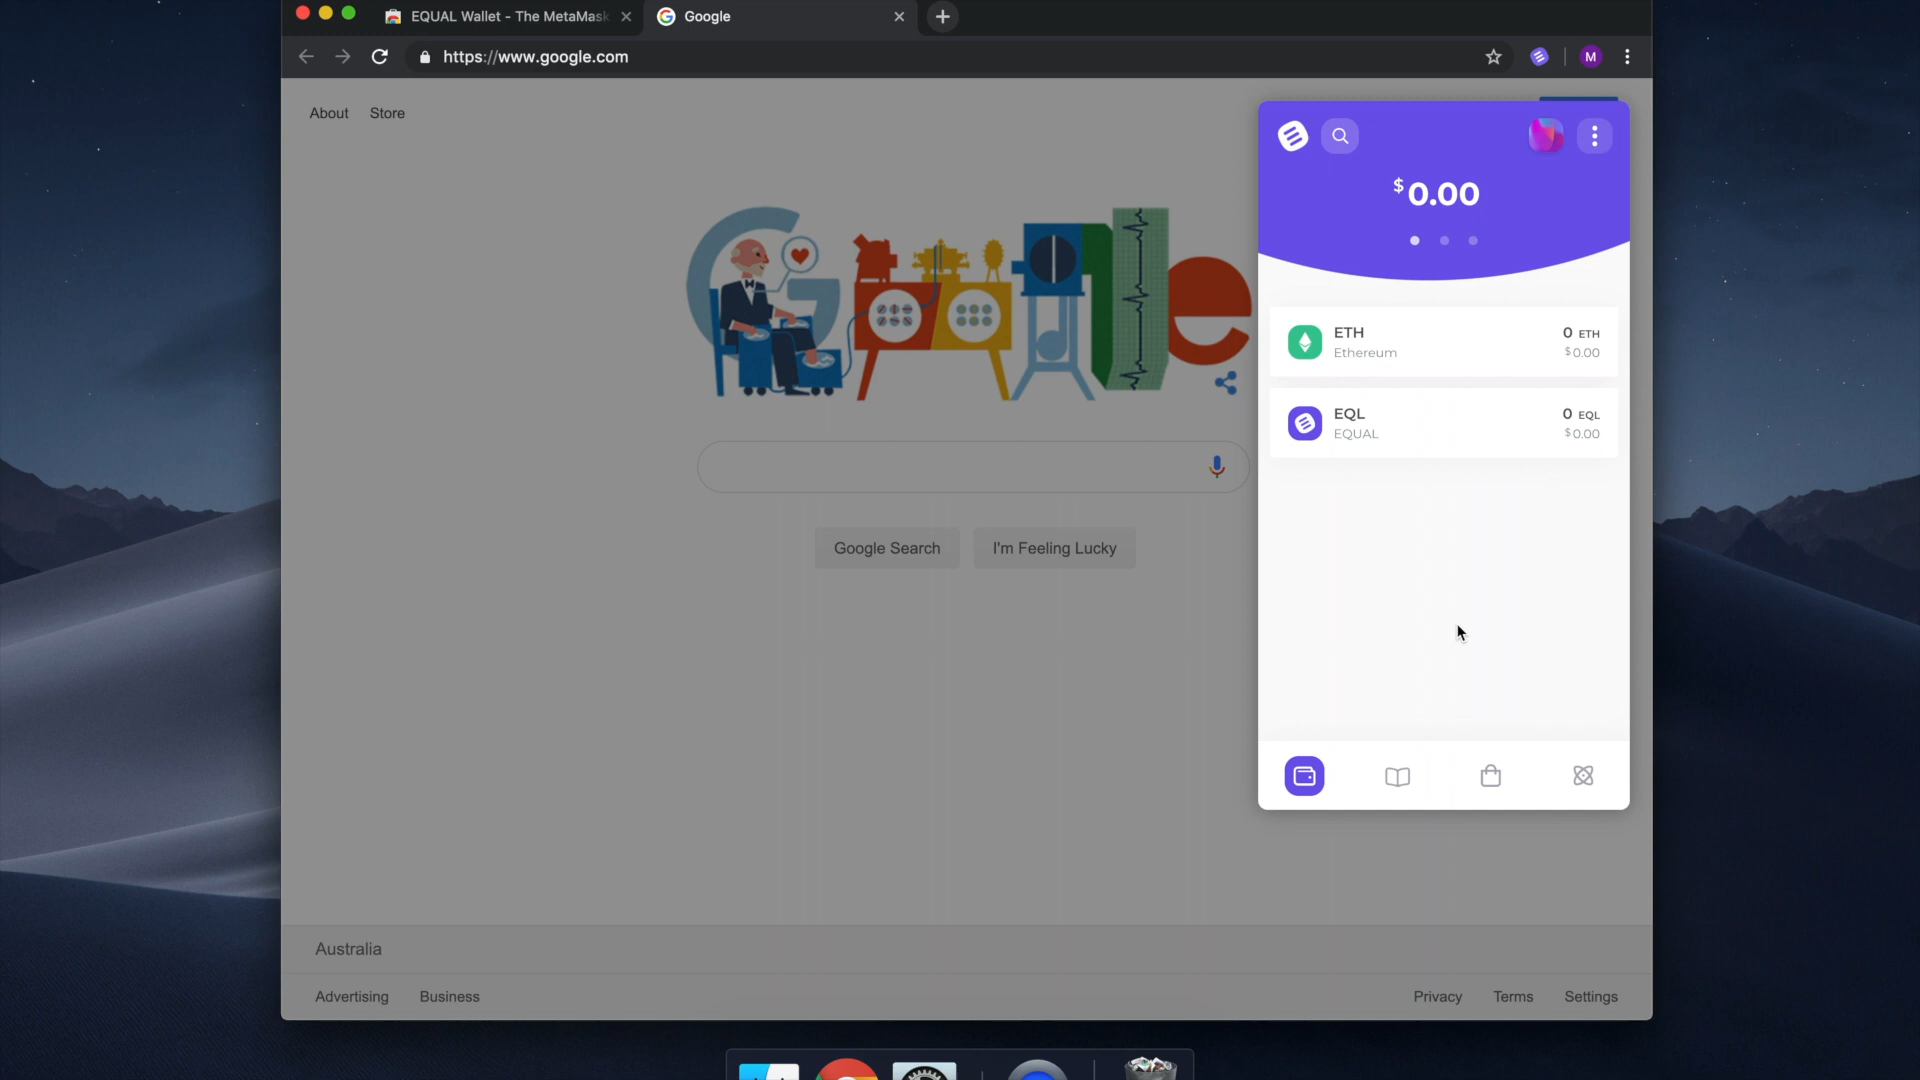 EQUAL Wallet - The MetaMask
Google
https://www.google.com
M
About Store
$0.00
ETH
Ethereum
0 ETH
$0.00
EQL
EQUAL
0 EQL
$0.00
Google Search
I'm Feeling Lucky
Australia
Advertising Business
Privacy Terms Settings